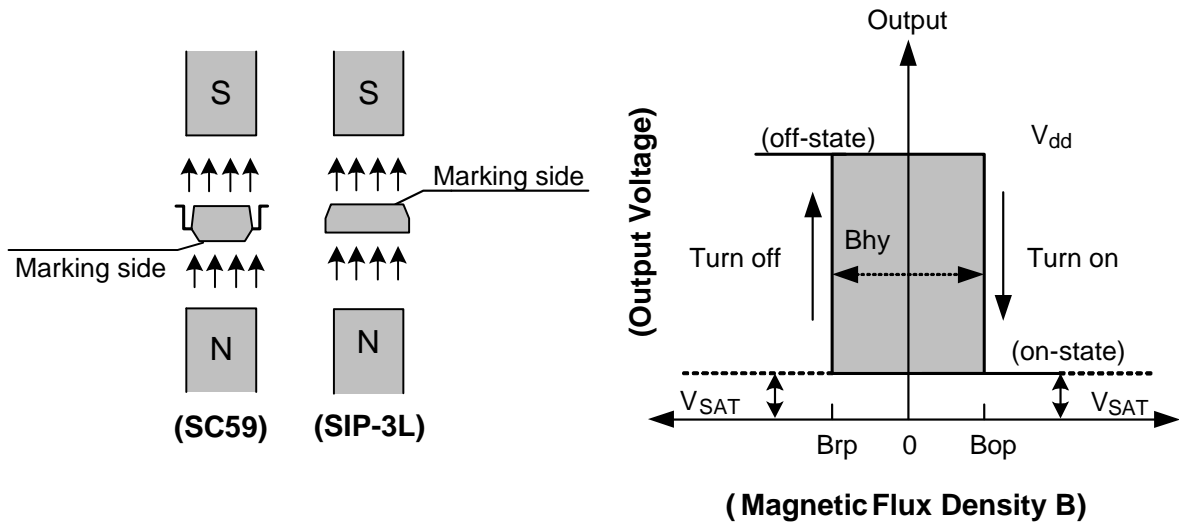 S
S
Marking side
Marking side
N
N
(SC59)
(SIP-3L)
Output
(Output Voltage)
(off-state)
Vdd
Turn off
Bhy
Turn on
(on-state)
VSAT
VSAT
Brp
0
Bop
( Magnetic Flux Density B)